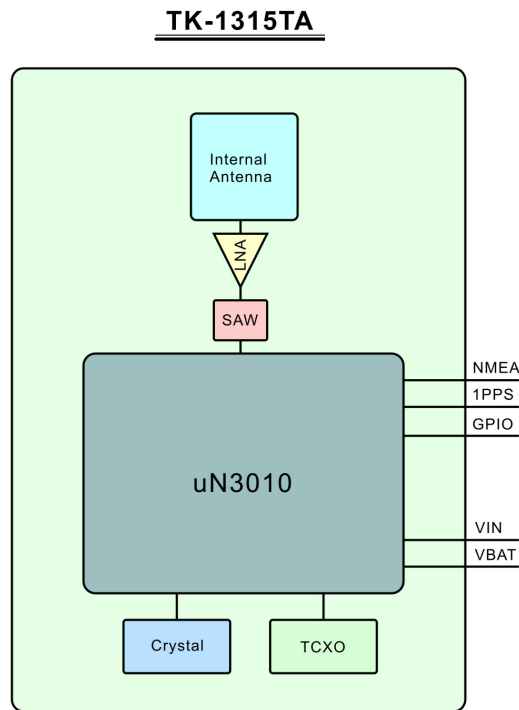 TK-1315TA
Internal
Antenna
LNA
SAW
NMEA
1PPS
GPIO
uN3010
VIN
VBAT
Crystal
TCXO